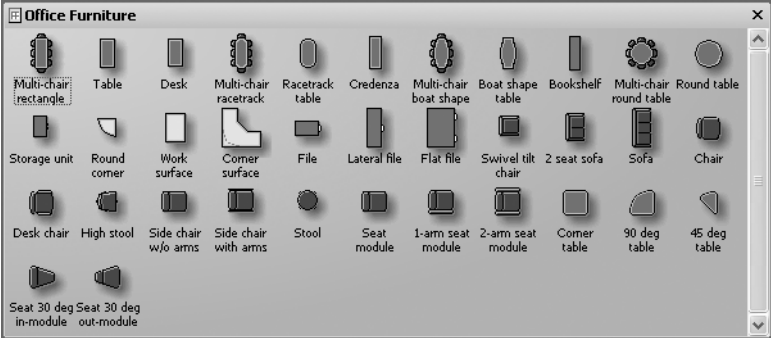 Office Furniture
Multi-chair rectangle
Table
Desk
Multi-chair racetrack
Racetrack table
Credenza
Multi-chair boat shape
Boat shape table
Bookshelf
Multi-chair round table
Round table
Storage unit
Round corner
Work surface
Corner surface
File
Lateral file
Flat file
Swivel tilt chair
2 seat sofa
Sofa
Chair
Desk chair
High stool
Side chair w/o arms
Side chair with arms
Stool
Seat module
1-arm seat module
2-arm seat module
Corner table
90 deg table
45 deg table
Seat 30 deg in-module
Seat 30 deg out-module